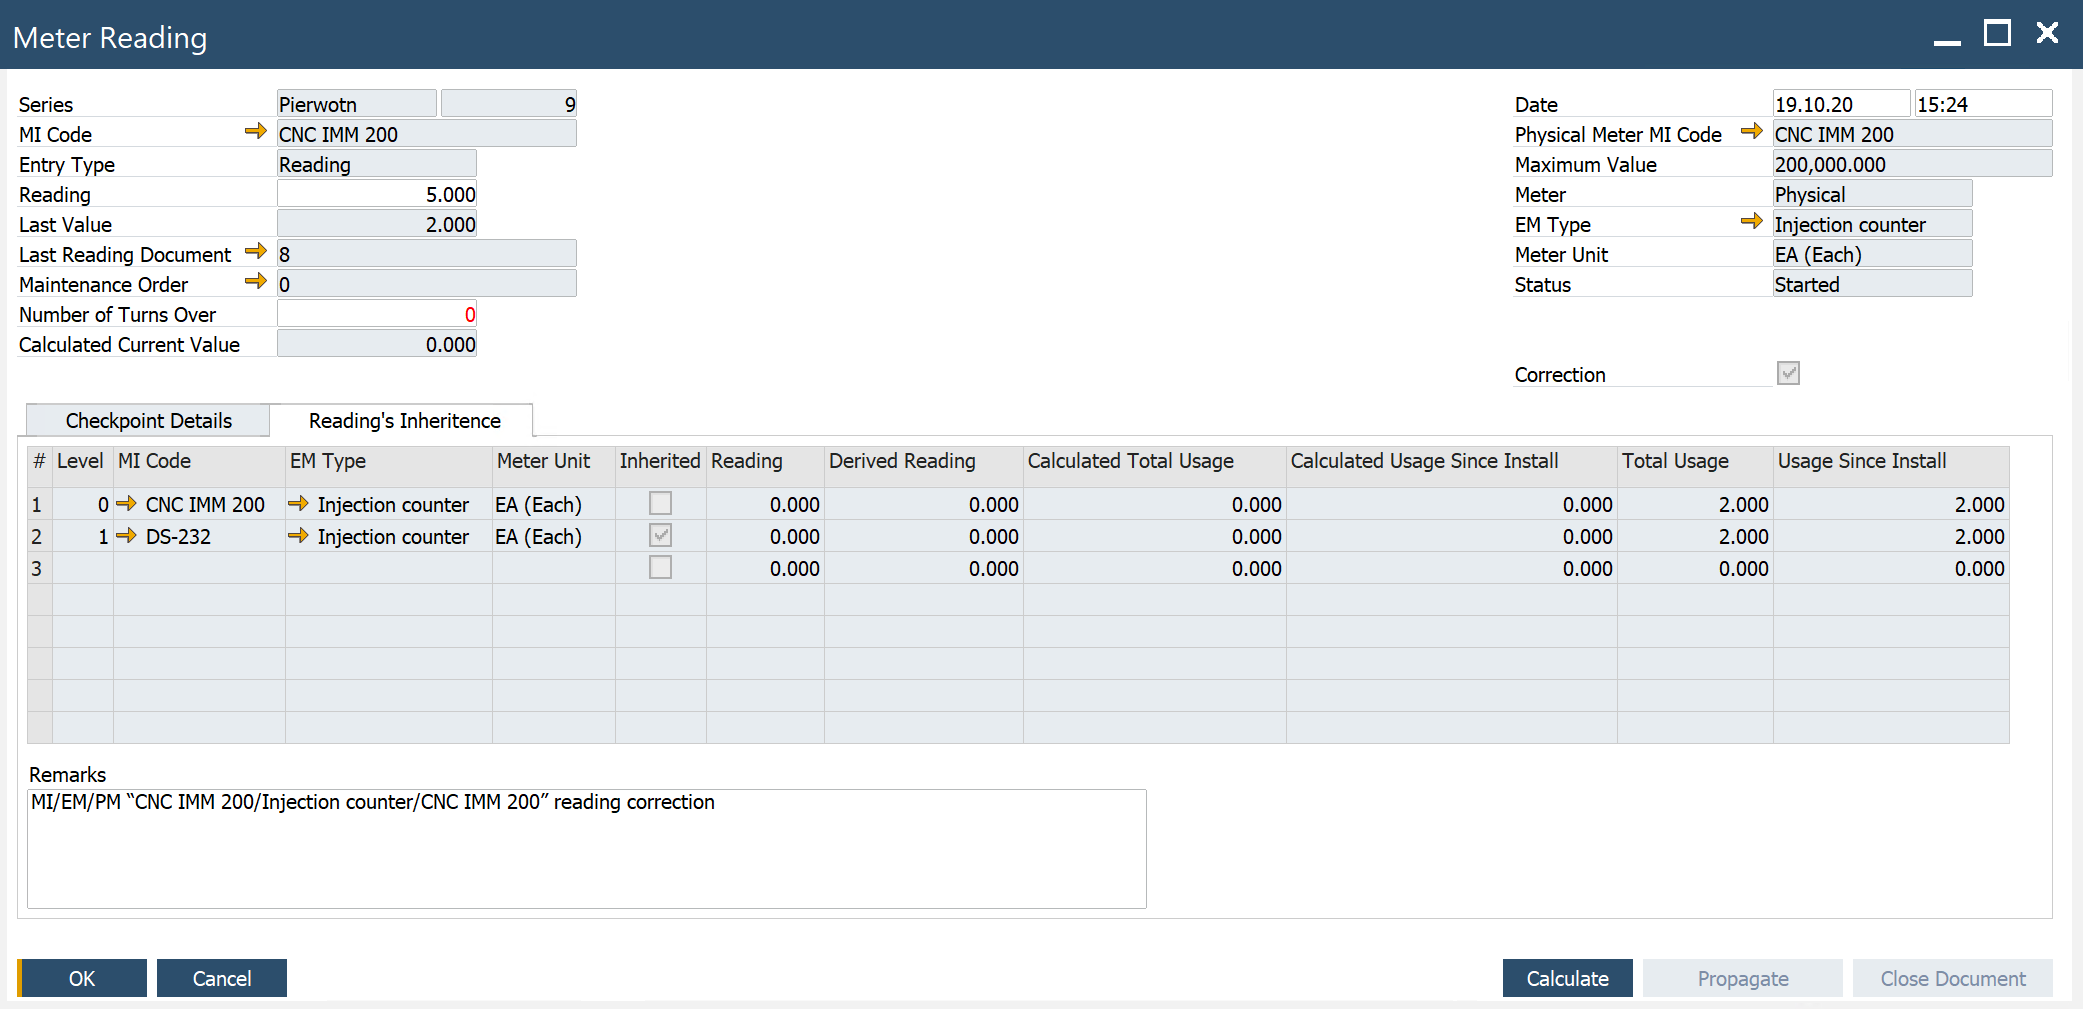 Meter Reading
Series Pierwotn 9
Date 19.10.20 15:24
MI Code CNC IMM 200
Physical Meter MI Code CNC IMM 200
Entry Type Reading
Maximum Value 200,000.000
Reading 5.000
Meter Physical
Last Value 2.000
EM Type Injection counter
Last Reading Document 8
Meter Unit EA (Each)
Maintenance Order 0
Status Started
Number of Turns Over 0
Calculated Current Value 0.000
Correction
Checkpoint Details Reading's Inheritence
# Level MI Code EM Type Meter Unit Inherited Reading Derived Reading Calculated Total Usage Calculated Usage Since Install Total Usage Usage Since Install
1 0 CNC IMM 200 Injection counter EA (Each) 0.000 0.000 0.000 0.000 2.000 2.000
2 1 DS-232 Injection counter EA (Each) 0.000 0.000 0.000 0.000 2.000 2.000
3 0.000 0.000 0.000 0.000 0.000 0.000
Remarks
MI/EM/PM “CNC IMM 200/Injection counter/CNC IMM 200” reading correction
OK Cancel Calculate Propagate Close Document